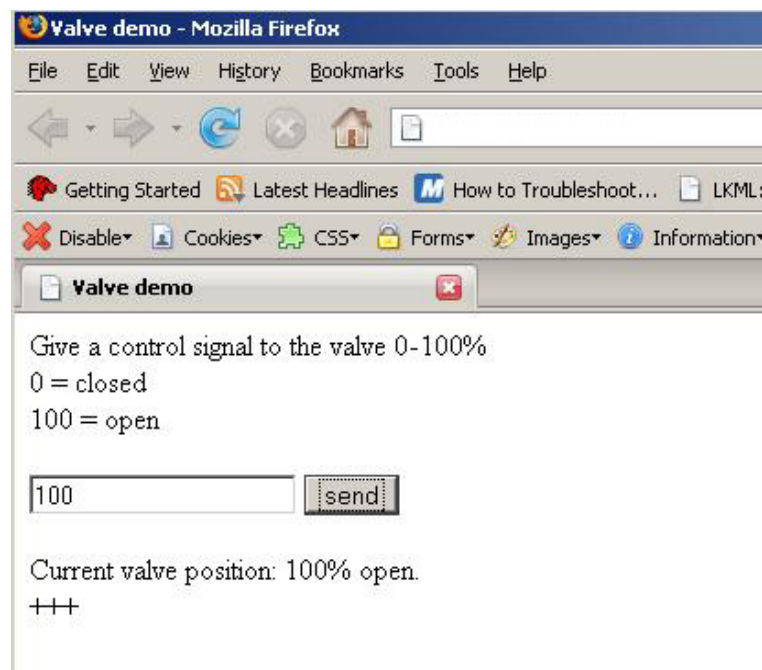 Valve demo - Mozilla Firefox
File Edit View History Bookmarks Tools Help
Getting Started Latest Headlines M How to Troubleshoot... LKML:
Disable Cookies CSS Forms Images Information
Valve demo
Give a control signal to the valve 0-100%
0 = closed
100 = open
100 send
Current valve position: 100% open.
+++